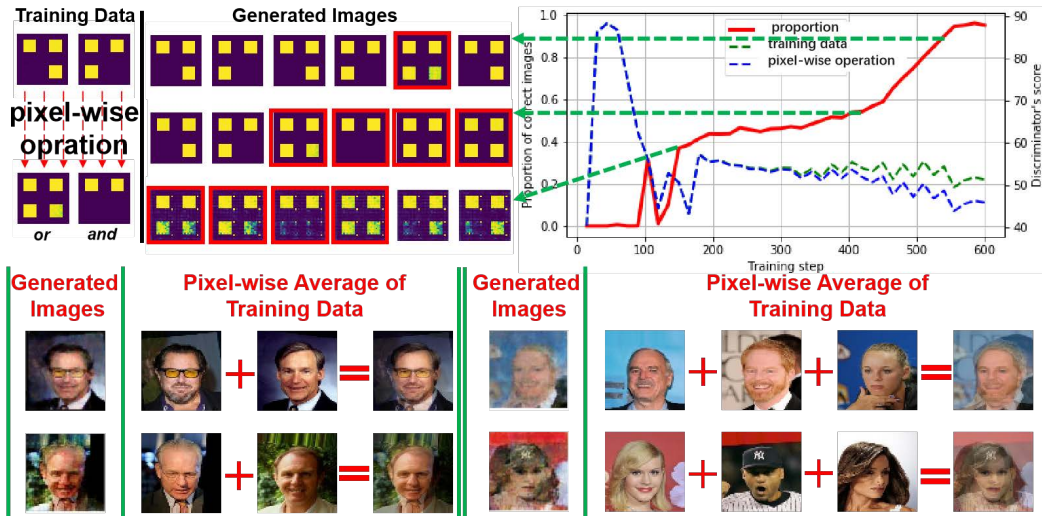 Training Data
Generated Images
pixel-wise
opration
or
and
1.0
0.8
0.6
0.4
0.2
0.0
Proportion of correct images
proportion
training data
pixel-wise operation
90
80
70
60
50
40
Discriminator's score
0
100
200
300
400
500
600
Training step
Generated
Images
Pixel-wise Average of
Training Data
Generated
Images
Pixel-wise Average of
Training Data
+
=
+
+
=
+
=
+
+
=